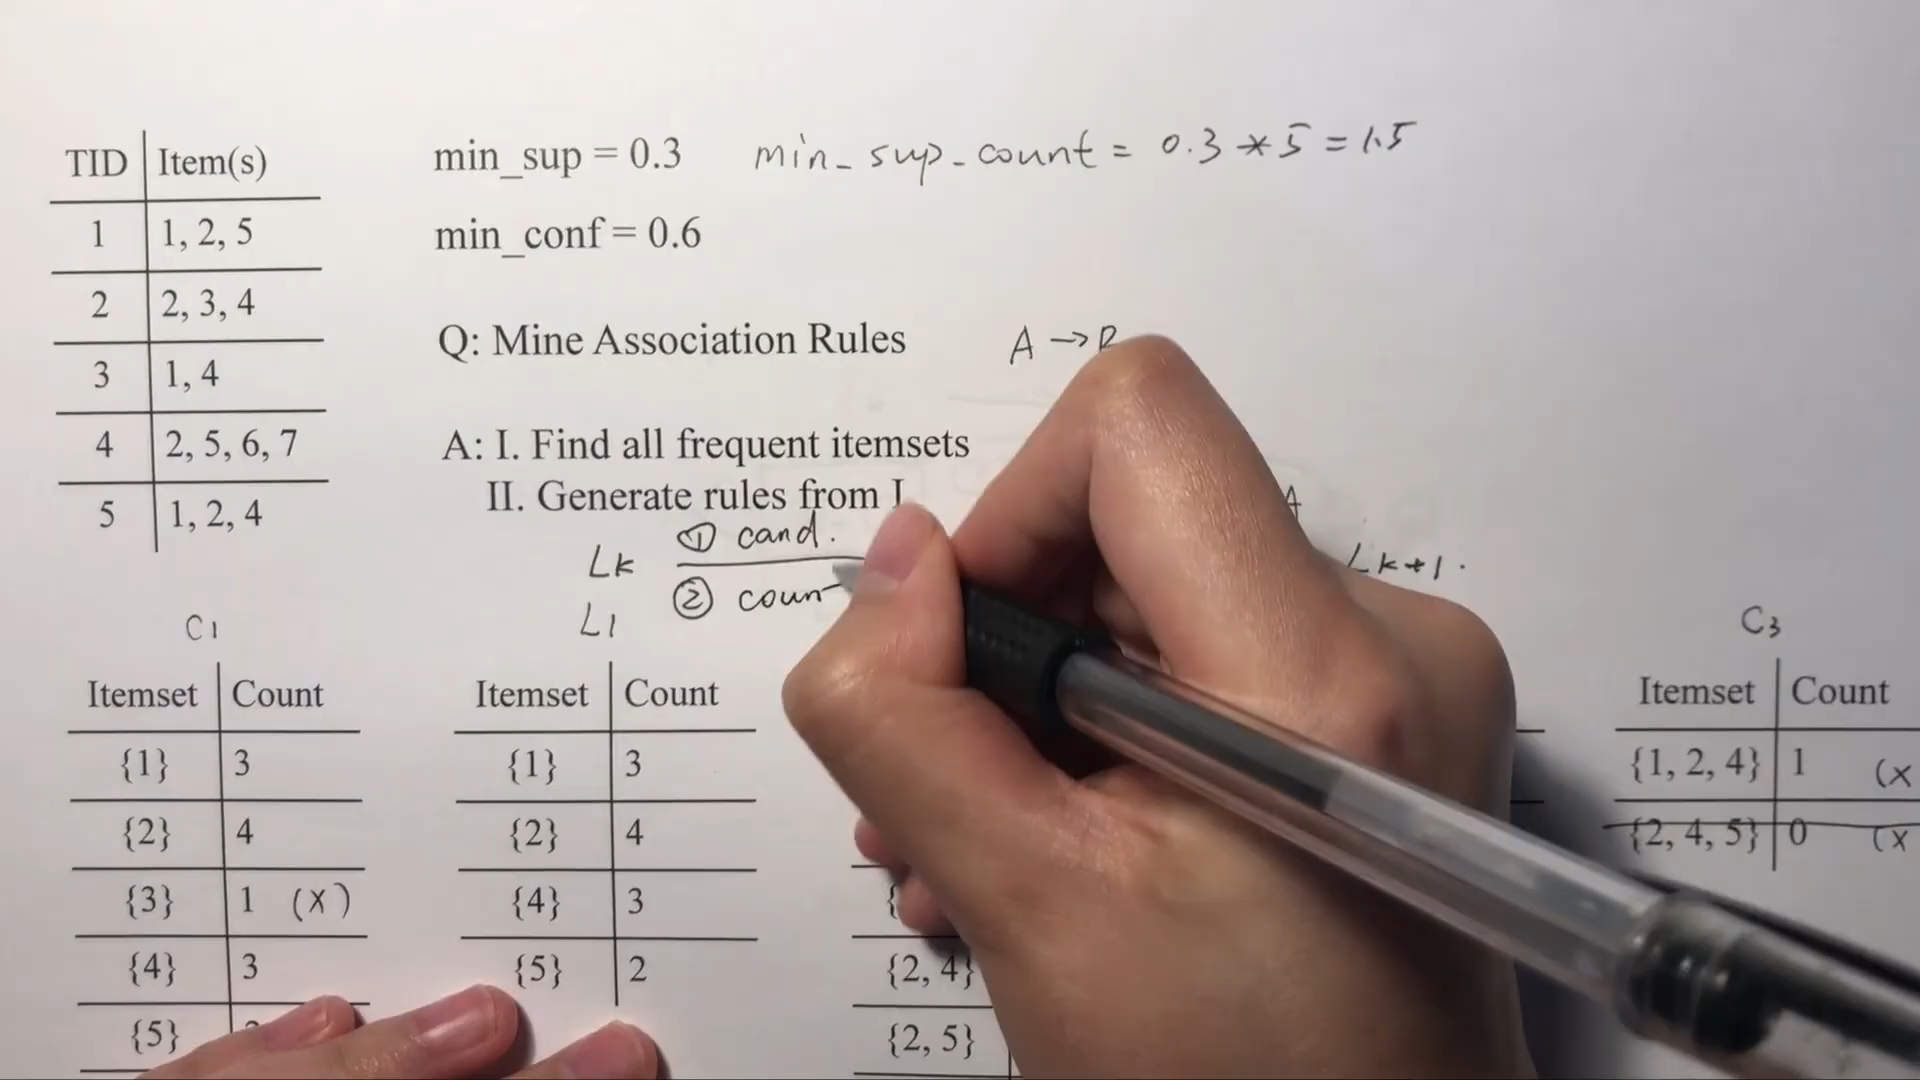 TID Item(s)
1 1, 2, 5
2 2, 3, 4
3 1, 4
4 2, 5, 6, 7
5 1, 2, 4
min_sup = 0.3 min_sup_count = 0.3 * 5 = 1.5
min_conf = 0.6
Q: Mine Association Rules A →
A: I. Find all frequent itemsets
II. Generate rules from I
Lk ① cand. Lk+1.
② coun
C1
Itemset Count
{1} 3
{2} 4
{3} 1 (X)
{4} 3
{5}
L1
Itemset Count
{1} 3
{2} 4
{4} 3
{5} 2
{2, 4}
{2, 5}
C3
Itemset Count
{1, 2, 4} 1 (X
{2, 4, 5} 0 (X